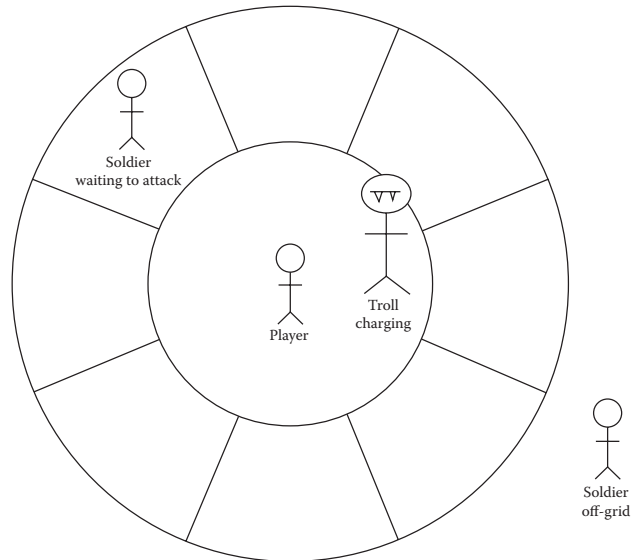 Soldier
waiting to attack
Troll
charging
Player
Soldier
off-grid